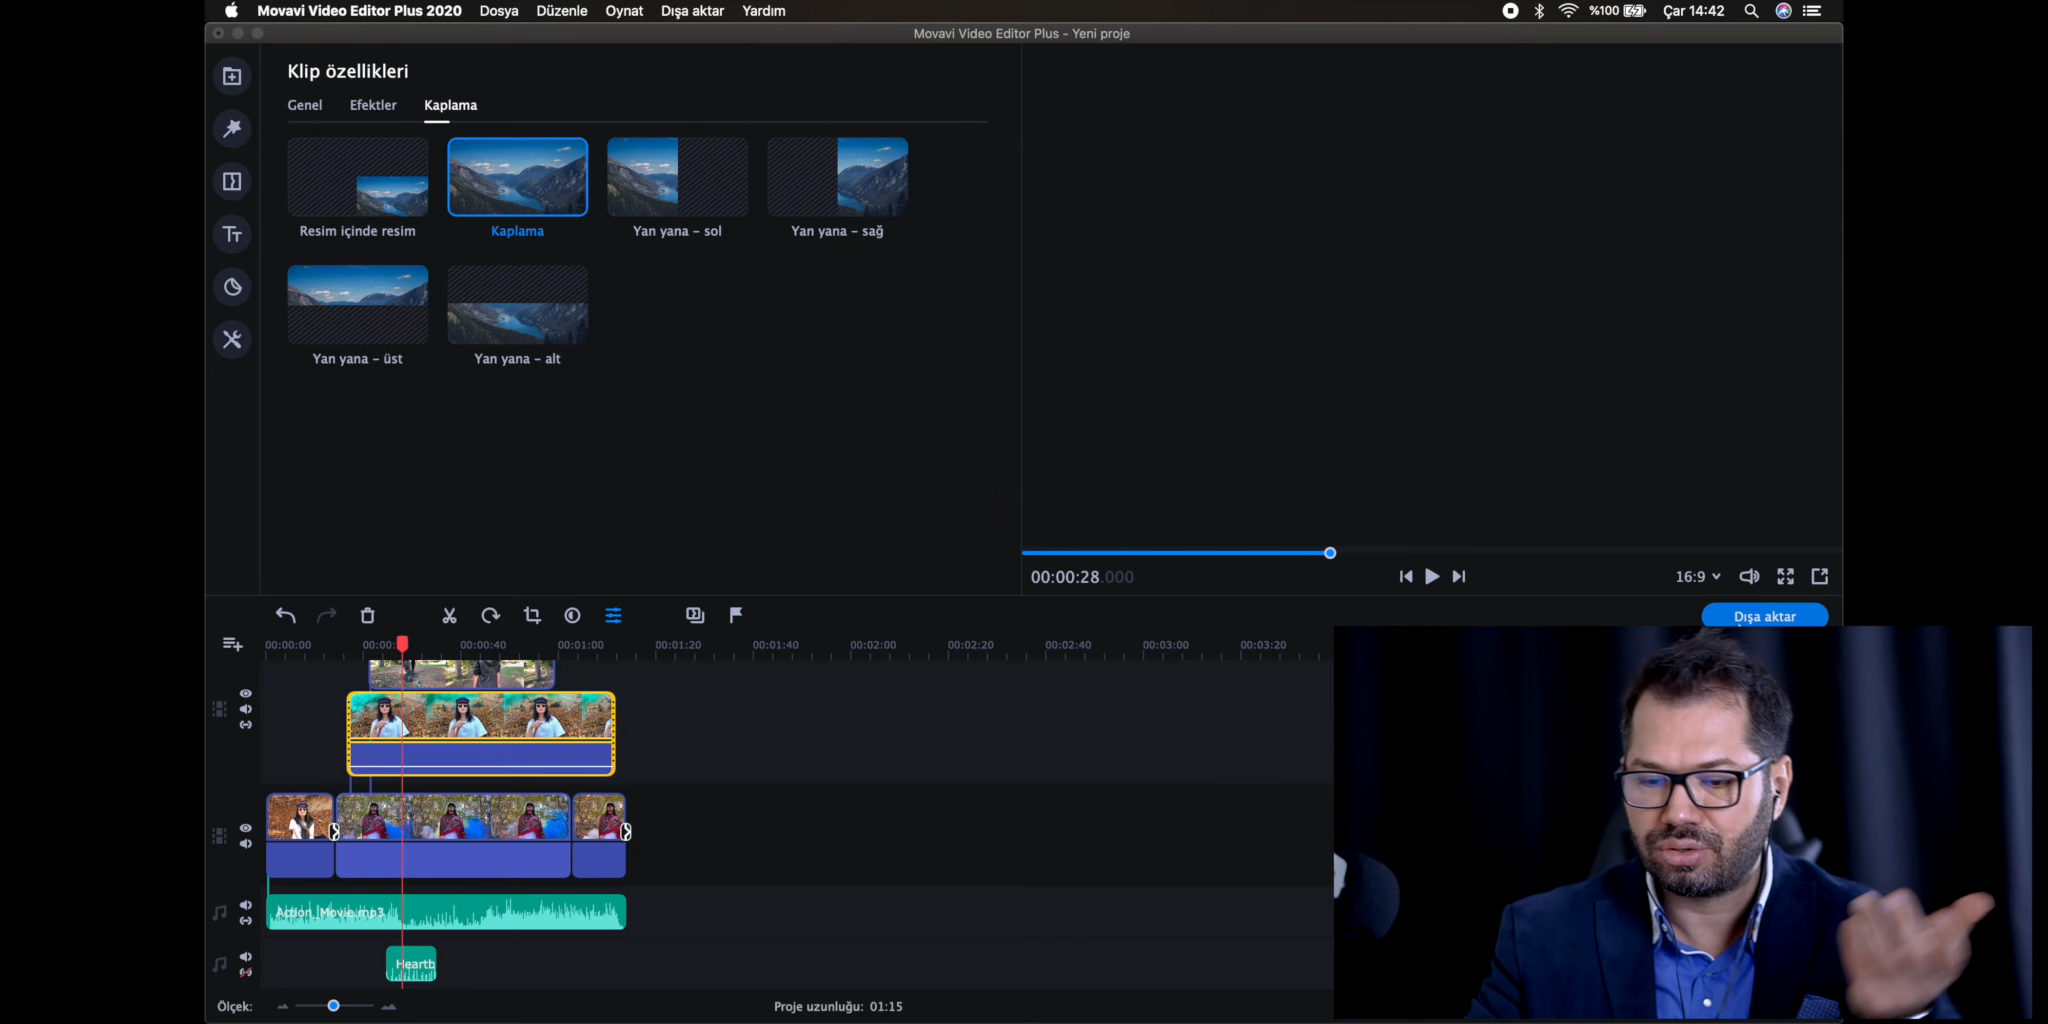 Movavi Video Editor Plus 2020 Dosya Düzenle Oynat Dışa aktar Yardım %100 Çar 14:42
Movavi Video Editor Plus - Yeni proje
Klip özellikleri
Genel Efektler Kaplama
Resim içinde resim Kaplama Yan yana – sol Yan yana – sağ
Yan yana – üst Yan yana – alt
00:00:28.000 16:9
Dışa aktar
00:00:00 00:00: 00:00:40 00:01:00 00:01:20 00:01:40 00:02:00 00:02:20 00:02:40 00:03:00 00:03:20
Action_Movie.mp3
Heartb
Ölçek: Proje uzunluğu: 01:15